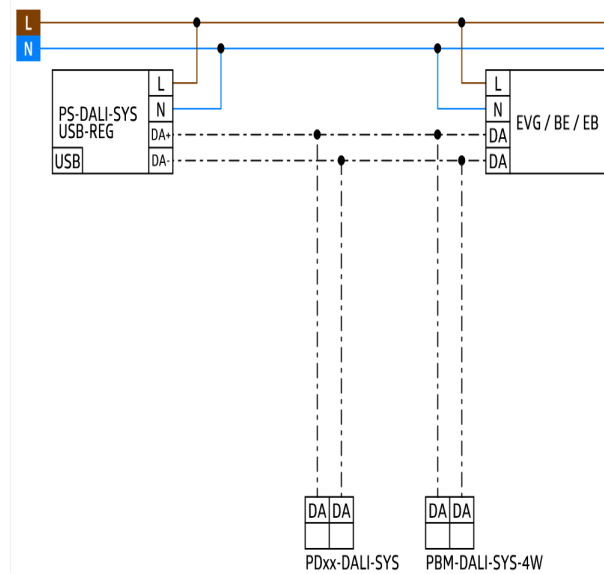 L
N
PS-DALI-SYS
USB-REG
USB
L
N
DA+
DA-
L
N
DA
DA
EVG / BE / EB
DA DA
PDxx-DALI-SYS
DA DA
PBM-DALI-SYS-4W